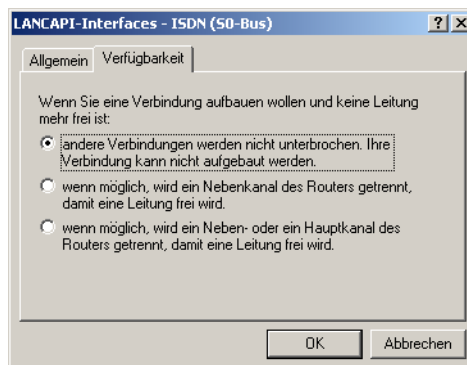 LANCAPI-Interfaces - ISDN (S0-Bus)
Allgemein Verfügbarkeit
Wenn Sie eine Verbindung aufbauen wollen und keine Leitung
mehr frei ist:
andere Verbindungen werden nicht unterbrochen. Ihre
Verbindung kann nicht aufgebaut werden.
wenn möglich, wird ein Nebenkanal des Routers getrennt,
damit eine Leitung frei wird.
wenn möglich, wird ein Neben- oder ein Hauptkanal des
Routers getrennt, damit eine Leitung frei wird.
OK Abbrechen